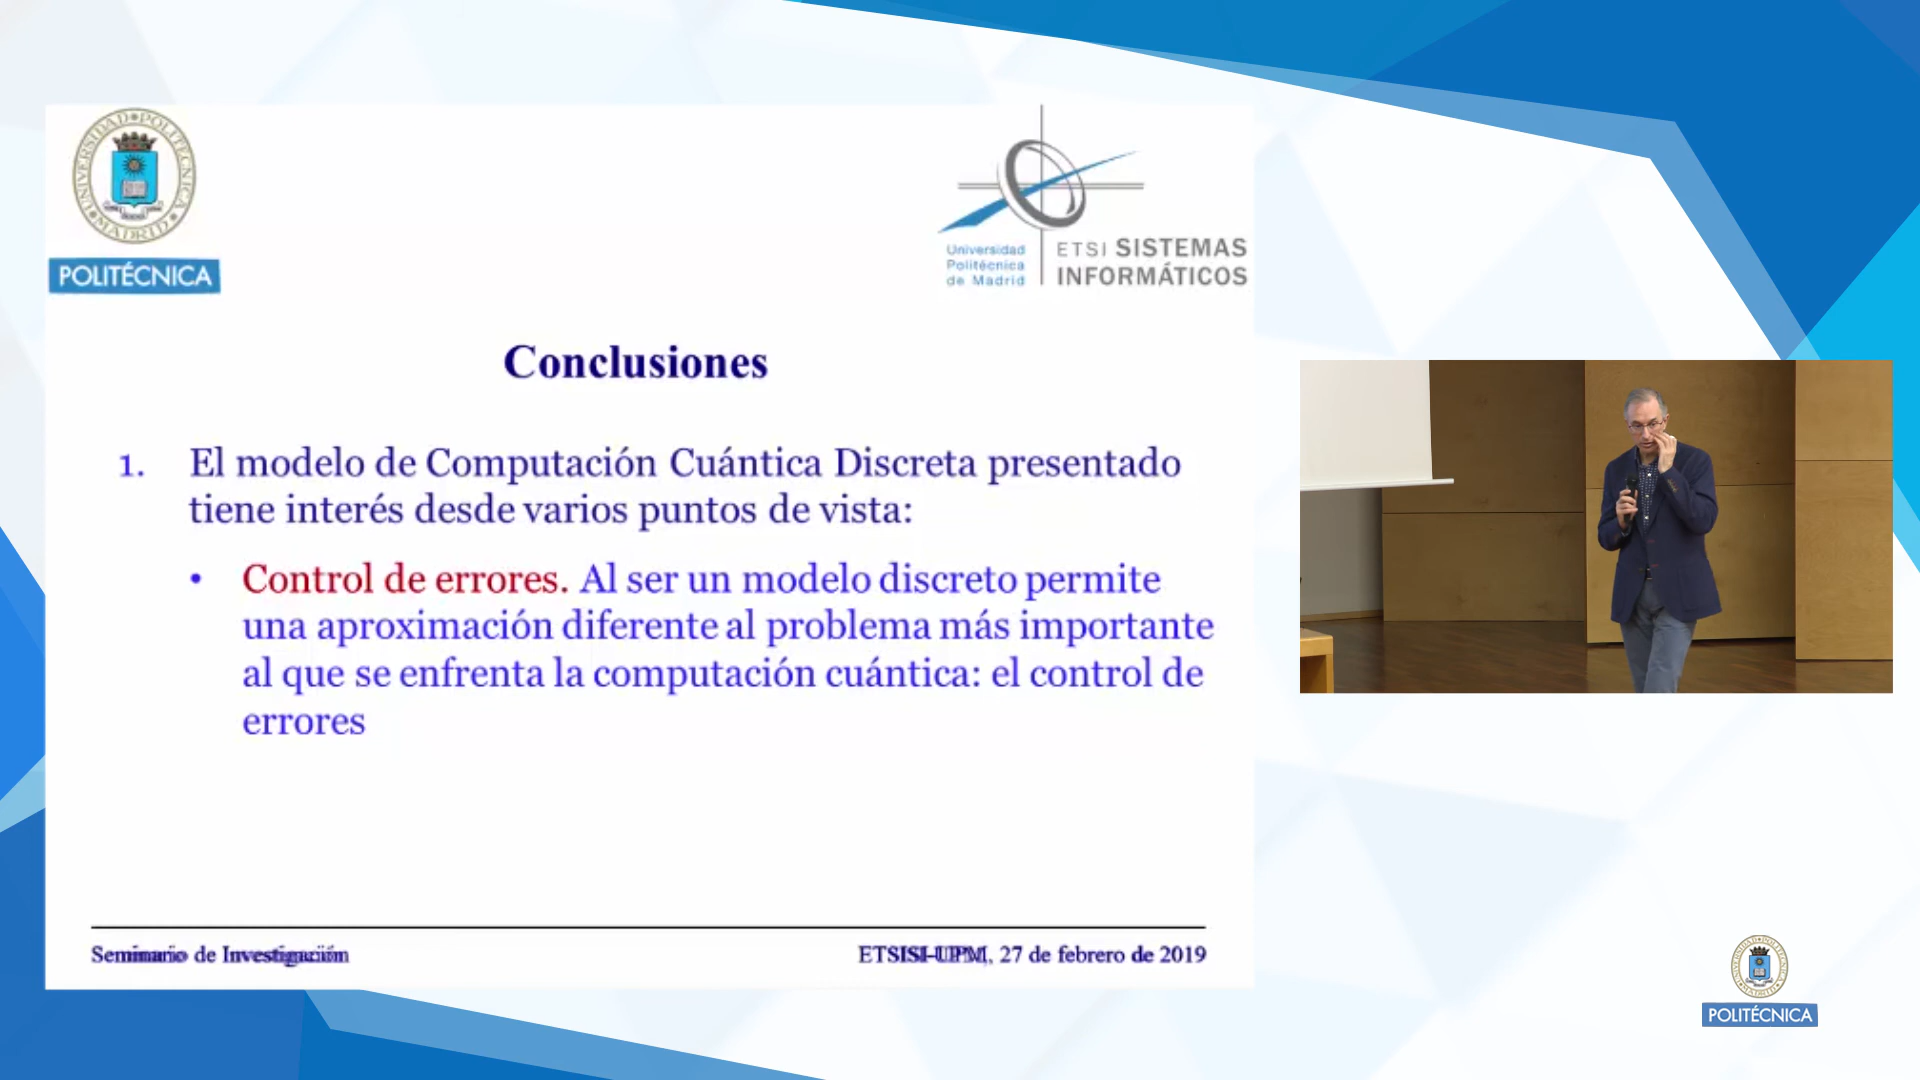 UNIVERSIDAD POLITÉCNICA
MADRID
POLITÉCNICA
Universidad
Politécnica
de Madrid
ETSI SISTEMAS
INFORMÁTICOS
Conclusiones
1. El modelo de Computación Cuántica Discreta presentado
tiene interés desde varios puntos de vista:
• Control de errores. Al ser un modelo discreto permite
una aproximación diferente al problema más importante
al que se enfrenta la computación cuántica: el control de
errores
Seminario de Investigación
ETSISI-UPM, 27 de febrero de 2019
POLITÉCNICA